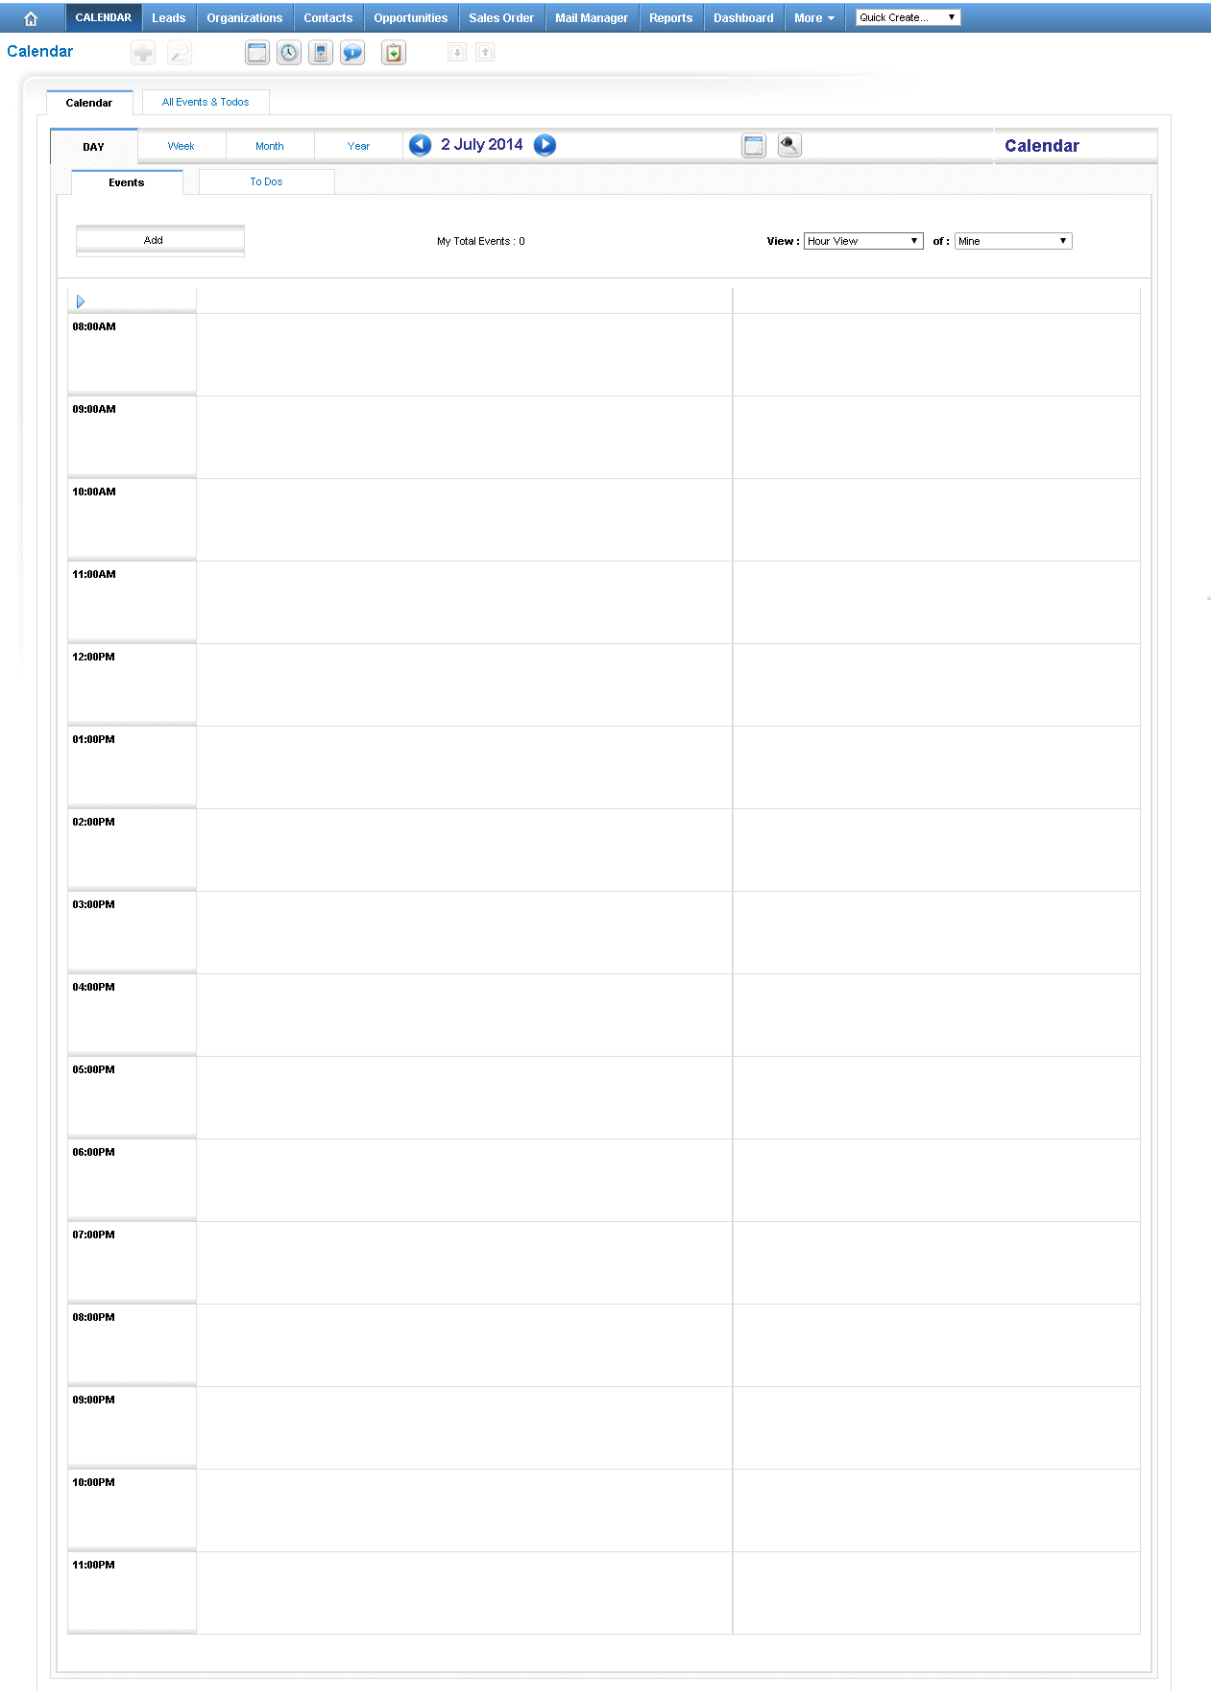 CALENDAR Leads Organizations Contacts Opportunities Sales Order Mail Manager Reports Dashboard More Quick Create...
Calendar
Calendar All Events & Todos
DAY Week Month Year 2 July 2014 Calendar
Events To Dos
Add My Total Events : 0 View : Hour View of : Mine
08:00AM
09:00AM
10:00AM
11:00AM
12:00PM
01:00PM
02:00PM
03:00PM
04:00PM
05:00PM
06:00PM
07:00PM
08:00PM
09:00PM
10:00PM
11:00PM